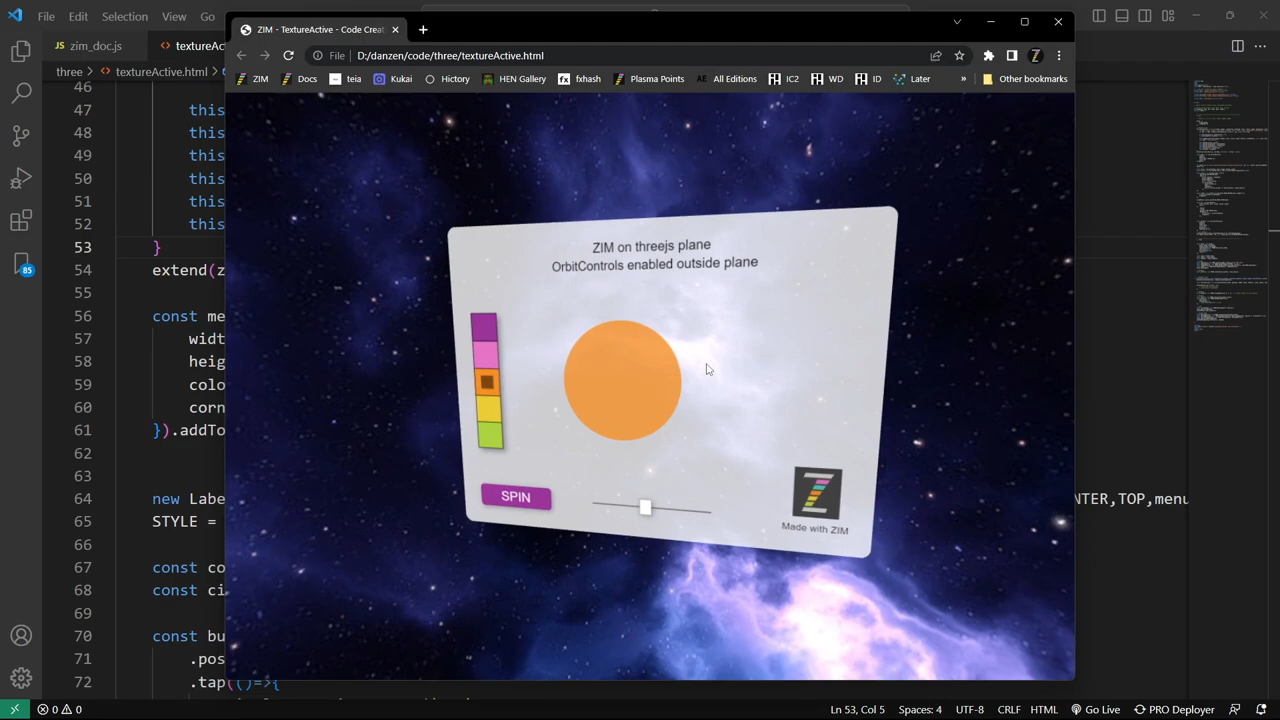 File
Edit
Selection
View
Go
zim_doc.js
textureAc
three
textureActive.html
46
47
this
48
this
49
this
50
this
51
this
52
this
53
}
54
extend(z
55
56
const me
57
widt
58
heig
59
colo
60
corn
61
}).addTo
62
63
64
new Labe
ENTER,TOP,menu
65
STYLE =
66
67
const co
68
const ci
69
70
const bu
71
.pos
72
.tap(()=>{
85
ZIM - TextureActive - Code Creat
File
D:/danzen/code/three/textureActive.html
ZIM
Docs
teia
Kukai
Hictory
HEN Gallery
fx
fxhash
Plasma Points
AE
All Editions
IC2
WD
ID
Later
»
Other bookmarks
ZIM on threejs plane
OrbitControls enabled outside plane
SPIN
Made with ZIM
0
0
Ln 53, Col 5
Spaces: 4
UTF-8
CRLF
HTML
Go Live
PRO Deployer